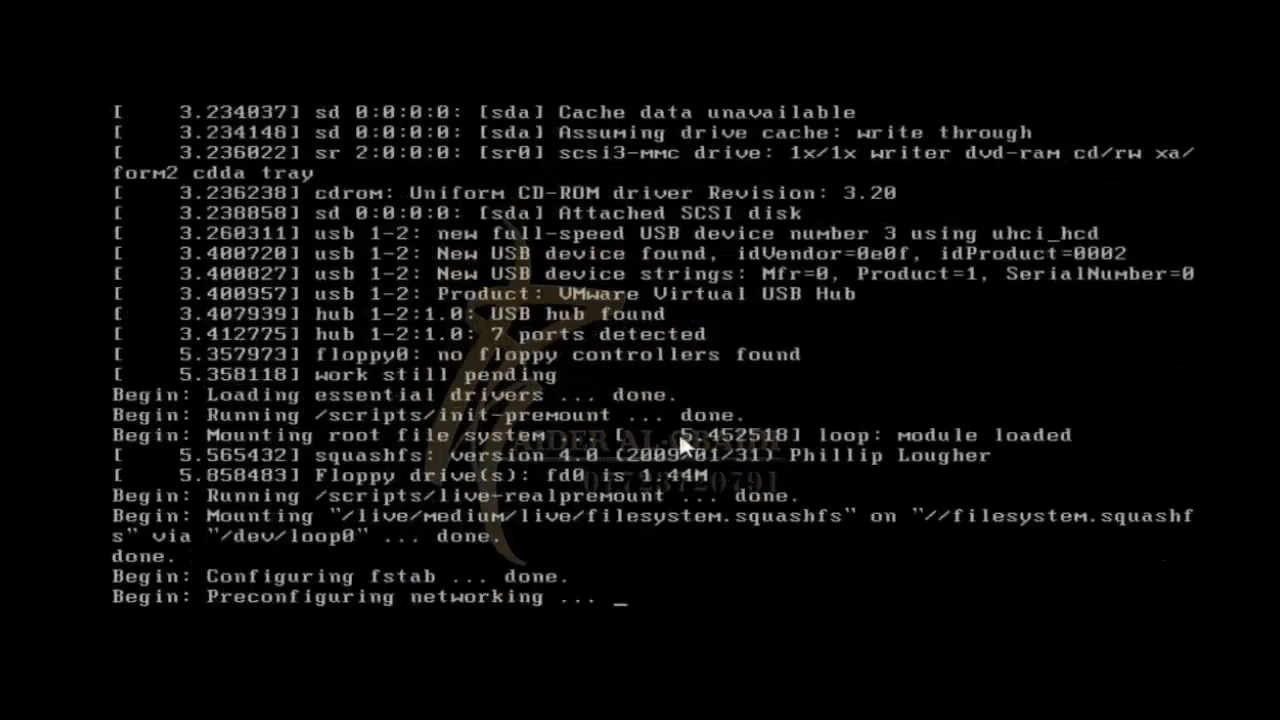 [    3.234037] sd 0:0:0:0: [sda] Cache data unavailable
[    3.234148] sd 0:0:0:0: [sda] Assuming drive cache: write through
[    3.236022] sr 2:0:0:0: [sr0] scsi3-mmc drive: 1x/1x writer dvd-ram cd/rw xa/
form2 cdda tray
[    3.236238] cdrom: Uniform CD-ROM driver Revision: 3.20
[    3.238058] sd 0:0:0:0: [sda] Attached SCSI disk
[    3.260311] usb 1-2: new full-speed USB device number 3 using uhci_hcd
[    3.400720] usb 1-2: New USB device found, idVendor=0e0f, idProduct=0002
[    3.400827] usb 1-2: New USB device strings: Mfr=0, Product=1, SerialNumber=0
[    3.400957] usb 1-2: Product: VMware Virtual USB Hub
[    3.407939] hub 1-2:1.0: USB hub found
[    3.412775] hub 1-2:1.0: 7 ports detected
[    5.357973] floppy0: no floppy controllers found
[    5.358118] work still pending
Begin: Loading essential drivers ... done.
Begin: Running /scripts/init-premount ... done.
Begin: Mounting root file system ... [    5.452518] loop: module loaded
[    5.565432] squashfs: version 4.0 (2009/01/31) Phillip Lougher
[    5.858483] Floppy drive(s): fd0 is 1.44M
Begin: Running /scripts/live-realpremount ... done.
Begin: Mounting "/live/medium/live/filesystem.squashfs" on "//filesystem.squashf
s" via "/dev/loop0" ... done.
done.
Begin: Configuring fstab ... done.
Begin: Preconfiguring networking ... _